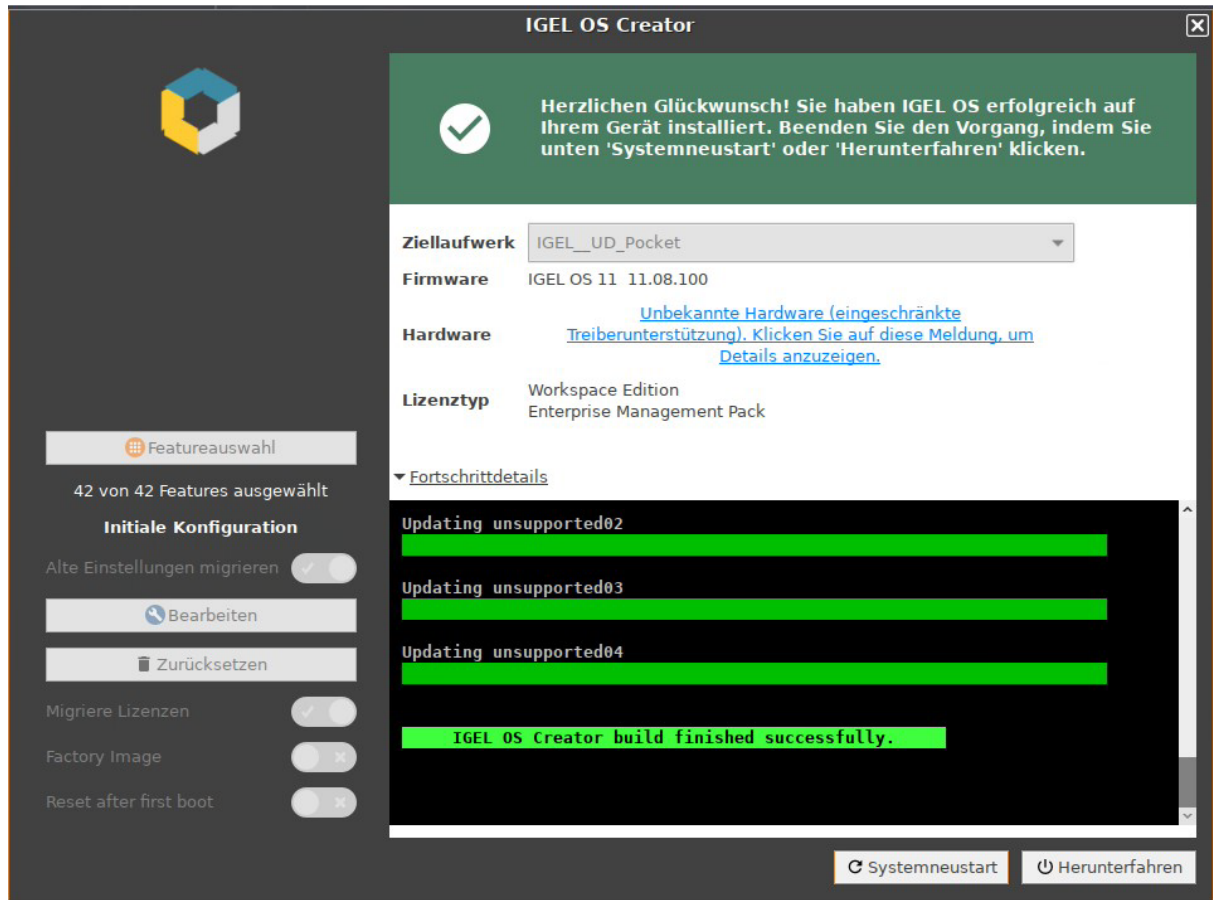 IGEL OS Creator
Herzlichen Glückwunsch! Sie haben IGEL OS erfolgreich auf
Ihrem Gerät installiert. Beenden Sie den Vorgang, indem Sie
unten 'Systemneustart' oder 'Herunterfahren' klicken.
Ziellaufwerk IGEL__UD_Pocket
Firmware IGEL OS 11 11.08.100
Hardware Unbekannte Hardware (eingeschränkte
Treiberunterstützung). Klicken Sie auf diese Meldung, um
Details anzuzeigen.
Lizenztyp Workspace Edition
Enterprise Management Pack
Featureauswahl
42 von 42 Features ausgewählt
Initiale Konfiguration
Alte Einstellungen migrieren
Bearbeiten
Zurücksetzen
Migriere Lizenzen
Factory Image
Reset after first boot
Fortschrittdetails
Updating unsupported02
Updating unsupported03
Updating unsupported04
IGEL OS Creator build finished successfully.
Systemneustart Herunterfahren